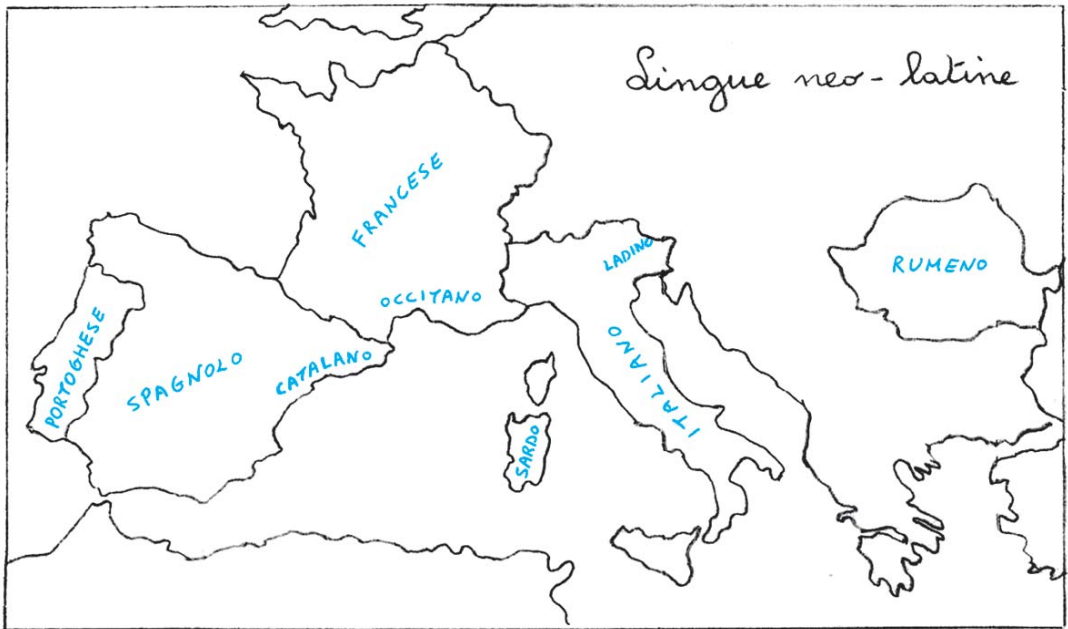 Lingue neo-latine
FRANCESE
LADINO
RUMENO
OCCITANO
PORTOGHESE
SPAGNOLO
CATALANO
ITALIANO
SARDO